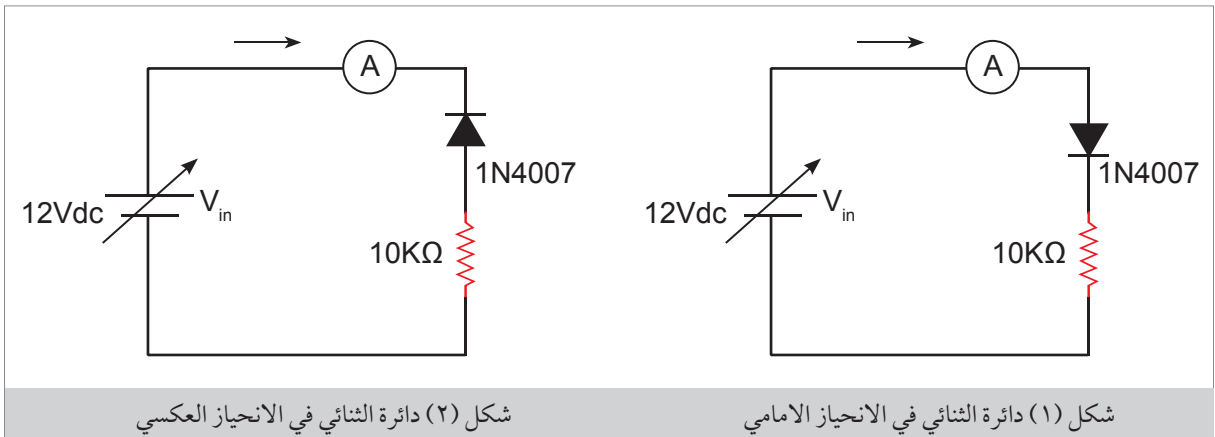 A
1N4007
12Vdc
Vin
10KΩ
شكل (٢) دائرة الثنائي في الانحياز العكسي
A
1N4007
12Vdc
Vin
10KΩ
شكل (١) دائرة الثنائي في الانحياز الامامي